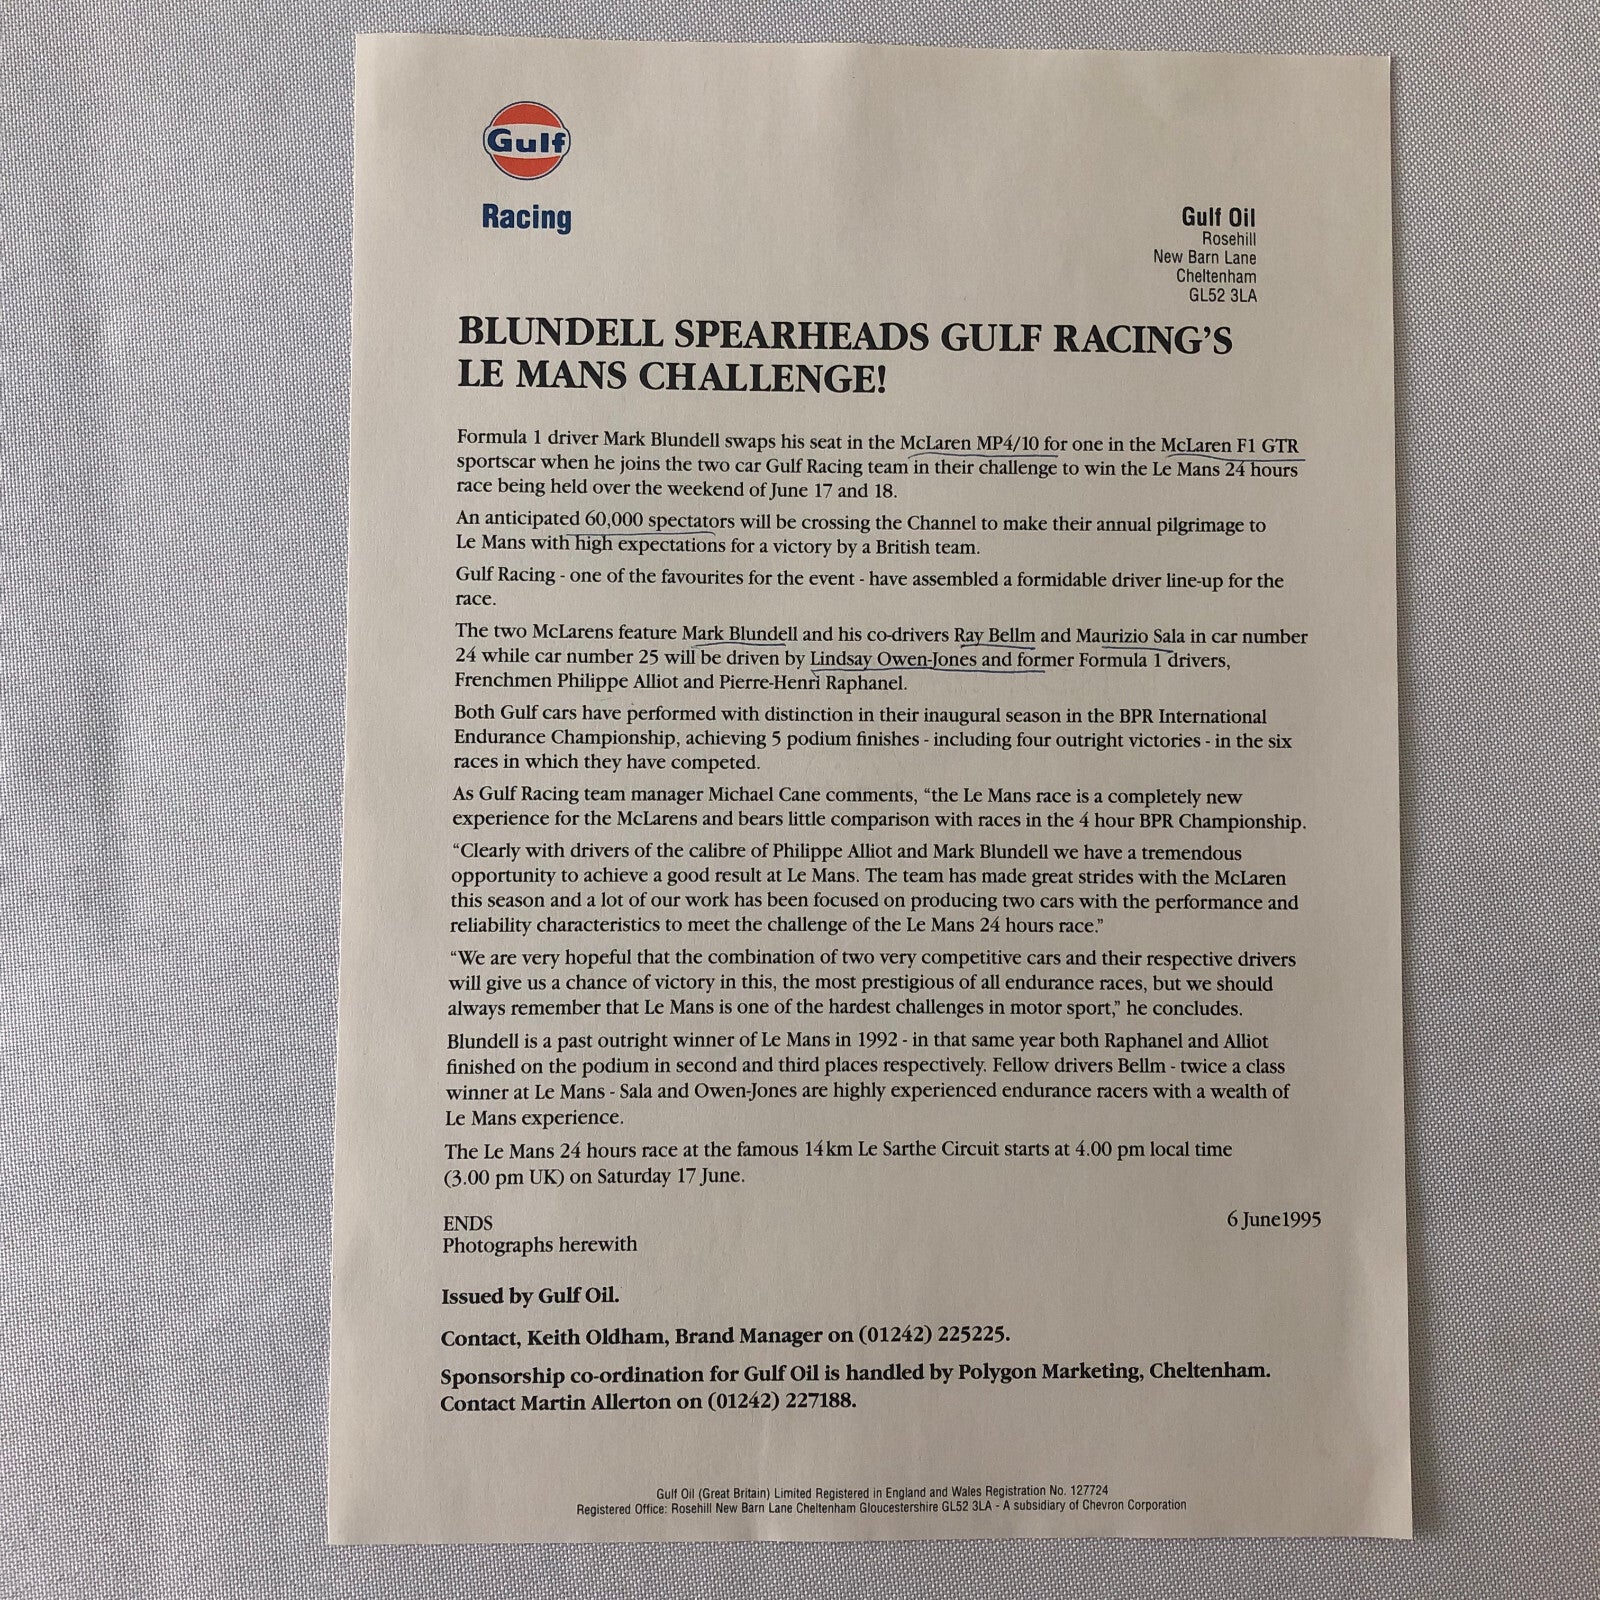 Gulf
Racing
Gulf Oil
Rosehill
New Barn Lane
Cheltenham
GL52 3LA
BLUNDELL SPEARHEADS GULF RACING'S
LE MANS CHALLENGE!
Formula 1 driver Mark Blundell swaps his seat in the McLaren MP4/10 for one in the McLaren F1 GTR
sportscar when he joins the two car Gulf Racing team in their challenge to win the Le Mans 24 hours
race being held over the weekend of June 17 and 18.
An anticipated 60,000 spectators will be crossing the Channel to make their annual pilgrimage to
Le Mans with high expectations for a victory by a British team.
Gulf Racing - one of the favourites for the event - have assembled a formidable driver line-up for the
race.
The two McLarens feature Mark Blundell and his co-drivers Ray Bellm and Maurizio Sala in car number
24 while car number 25 will be driven by Lindsay Owen-Jones and former Formula 1 drivers,
Frenchmen Philippe Alliot and Pierre-Henri Raphanel.
Both Gulf cars have performed with distinction in their inaugural season in the BPR International
Endurance Championship, achieving 5 podium finishes - including four outright victories - in the six
races in which they have competed.
As Gulf Racing team manager Michael Cane comments, “the Le Mans race is a completely new
experience for the McLarens and bears little comparison with races in the 4 hour BPR Championship.
“Clearly with drivers of the calibre of Philippe Alliot and Mark Blundell we have a tremendous
opportunity to achieve a good result at Le Mans. The team has made great strides with the McLaren
this season and a lot of our work has been focused on producing two cars with the performance and
reliability characteristics to meet the challenge of the Le Mans 24 hours race.”
“We are very hopeful that the combination of two very competitive cars and their respective drivers
will give us a chance of victory in this, the most prestigious of all endurance races, but we should
always remember that Le Mans is one of the hardest challenges in motor sport,” he concludes.
Blundell is a past outright winner of Le Mans in 1992 - in that same year both Raphanel and Alliot
finished on the podium in second and third places respectively. Fellow drivers Bellm - twice a class
winner at Le Mans - Sala and Owen-Jones are highly experienced endurance racers with a wealth of
Le Mans experience.
The Le Mans 24 hours race at the famous 14km Le Sarthe Circuit starts at 4.00 pm local time
(3.00 pm UK) on Saturday 17 June.
ENDS 6 June1995
Photographs herewith
Issued by Gulf Oil.
Contact, Keith Oldham, Brand Manager on (01242) 225225.
Sponsorship co-ordination for Gulf Oil is handled by Polygon Marketing, Cheltenham.
Contact Martin Allerton on (01242) 227188.
Gulf Oil (Great Britain) Limited Registered in England and Wales Registration No. 127724
Registered Office: Rosehill New Barn Lane Cheltenham Gloucestershire GL52 3LA - A subsidiary of Chevron Corporation